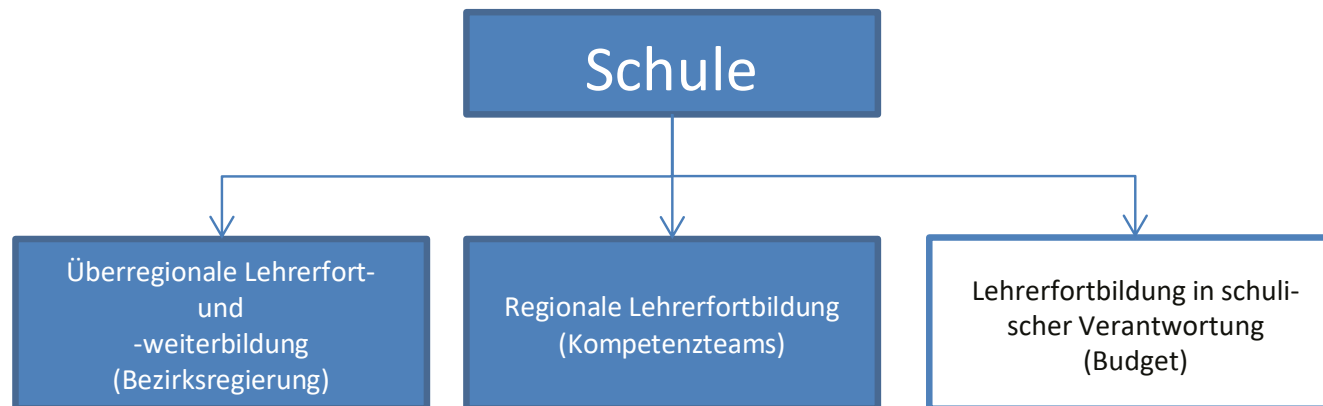 Schule
Überregionale Lehrerfort-
und
-weiterbildung
(Bezirksregierung)
Regionale Lehrerfortbildung
(Kompetenzteams)
Lehrerfortbildung in schuli-
scher Verantwortung
(Budget)